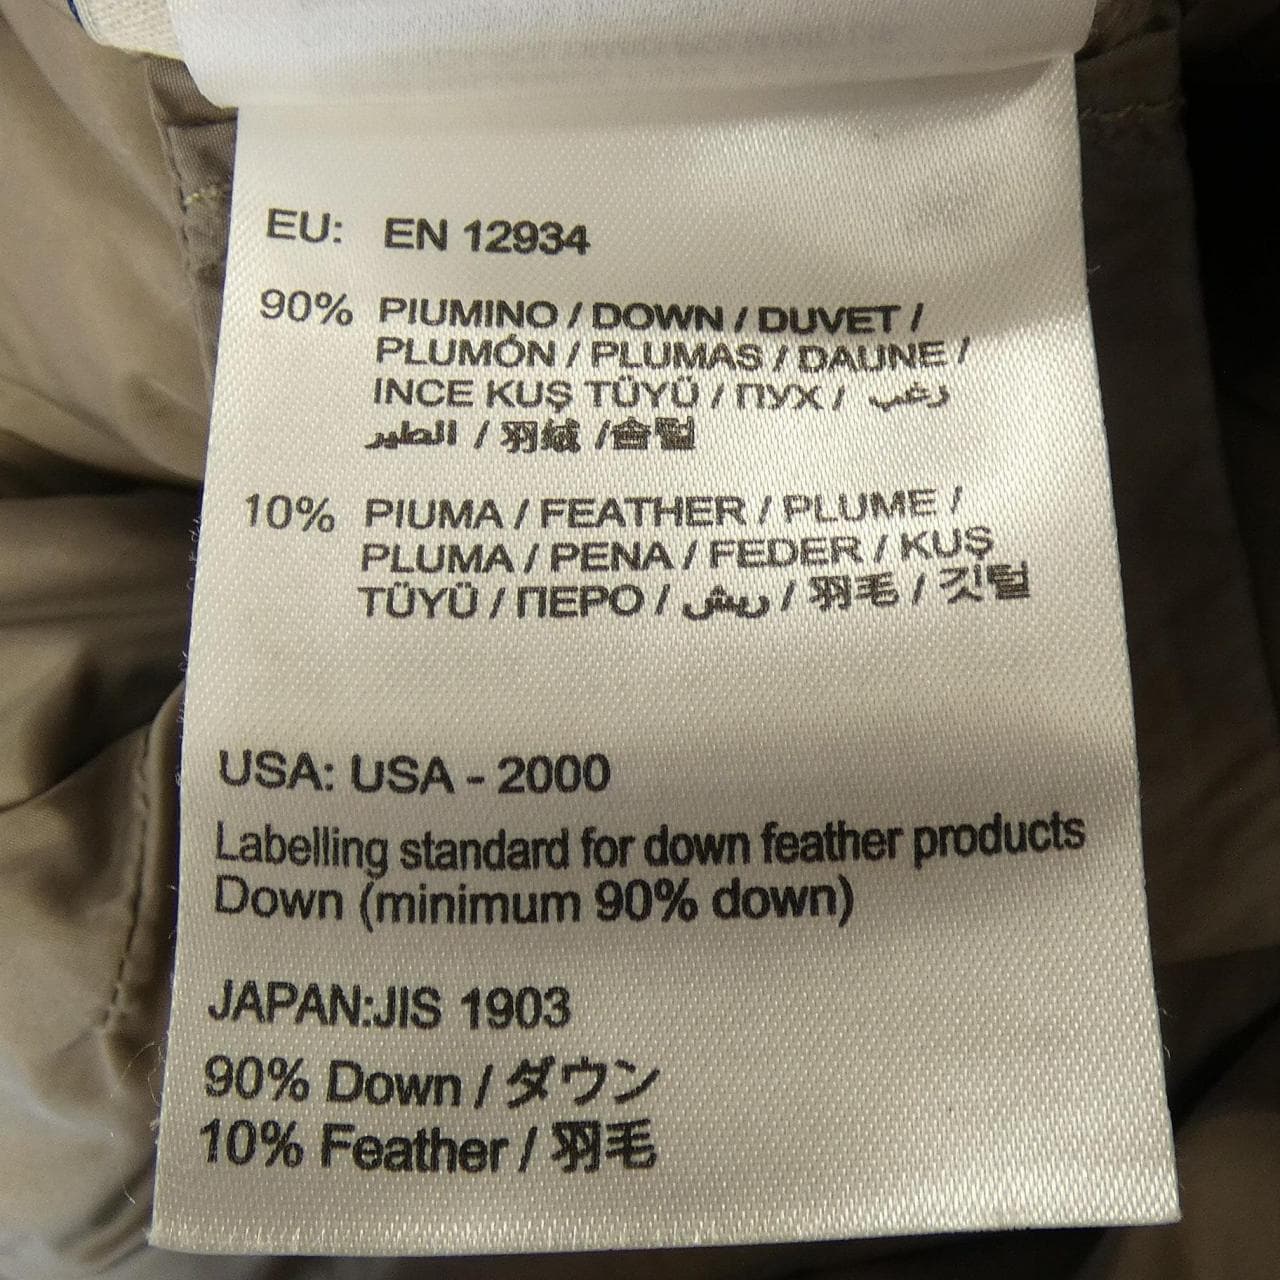 EU: EN 12934
90% PIUMINO / DOWN / DUVET /
PLUMÓN / PLUMAS / DAUNE /
INCE KUŞ TÜYÜ / ПУХ / زغب
الطيور / 羽绒 /솜털
10% PIUMA / FEATHER / PLUME /
PLUMA / PENA / FEDER / KUŞ
TÜYÜ / ПЕРО / ريش / 羽毛 / 깃털
USA: USA - 2000
Labelling standard for down feather products
Down (minimum 90% down)
JAPAN:JIS 1903
90% Down / ダウン
10% Feather / 羽毛